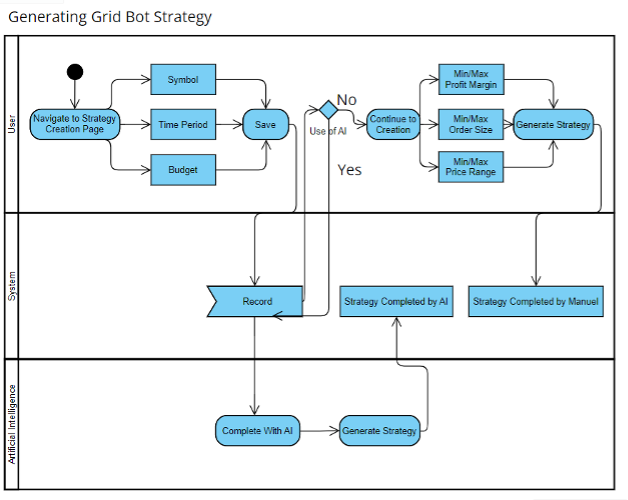 Generating Grid Bot Strategy
User
Navigate to Strategy
Creation Page
Symbol
Time Period
Budget
Save
Use of AI
No
Yes
Continue to
Creation
Min/Max
Profit Margin
Min/Max
Order Size
Min/Max
Price Range
Generate Strategy
System
Record
Strategy Completed by AI
Strategy Completed by Manuel
Artificial Intelligence
Complete With AI
Generate Strategy